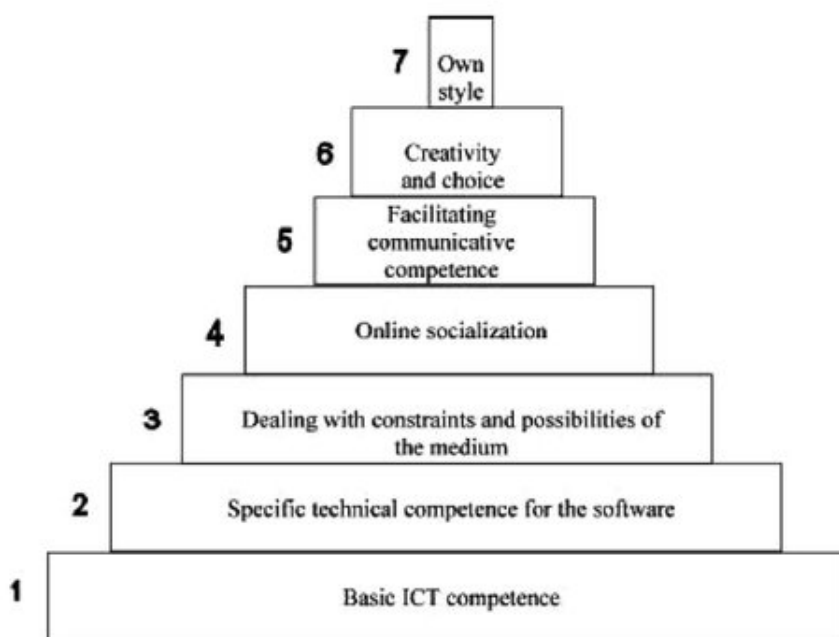 7
Own
style
6
Creativity
and choice
5
Facilitating
communicative
competence
4
Online socialization
3
Dealing with constraints and possibilities of
the medium
2
Specific technical competence for the software
1
Basic ICT competence